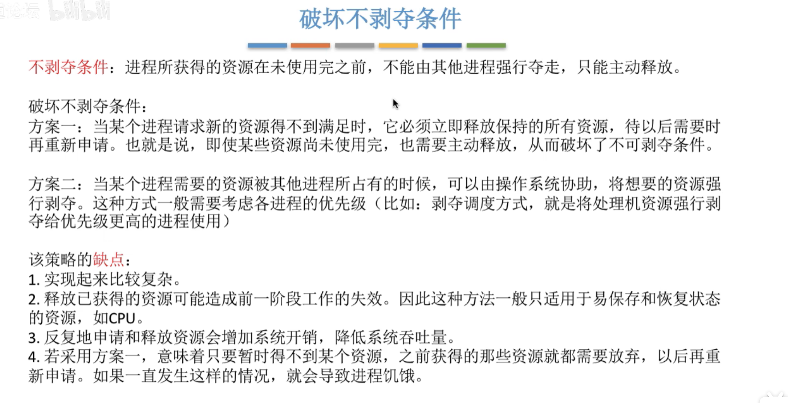 破坏不剥夺条件
不剥夺条件：进程所获得的资源在未使用完之前，不能由其他进程强行夺走，只能主动释放。
破坏不剥夺条件：
方案一：当某个进程请求新的资源得不到满足时，它必须立即释放保持的所有资源，待以后需要时
再重新申请。也就是说，即使某些资源尚未使用完，也需要主动释放，从而破坏了不可剥夺条件。
方案二：当某个进程需要的资源被其他进程所占有的时候，可以由操作系统协助，将想要的资源强
行剥夺。这种方式一般需要考虑各进程的优先级（比如：剥夺调度方式，就是将处理机资源强行剥
夺给优先级更高的进程使用）
该策略的缺点：
1. 实现起来比较复杂。
2. 释放已获得的资源可能造成前一阶段工作的失效。因此这种方法一般只适用于易保存和恢复状态
的资源，如CPU。
3. 反复地申请和释放资源会增加系统开销，降低系统吞吐量。
4. 若采用方案一，意味着只要暂时得不到某个资源，之前获得的那些资源就都需要放弃，以后再重
新申请。如果一直发生这样的情况，就会导致进程饥饿。